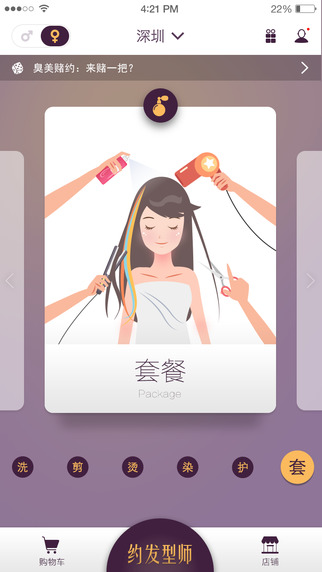 4:21 PM
22%
深圳
臭美赌约：来赌一把？
套餐
Package
洗
剪
烫
染
护
套
购物车
约发型师
店铺